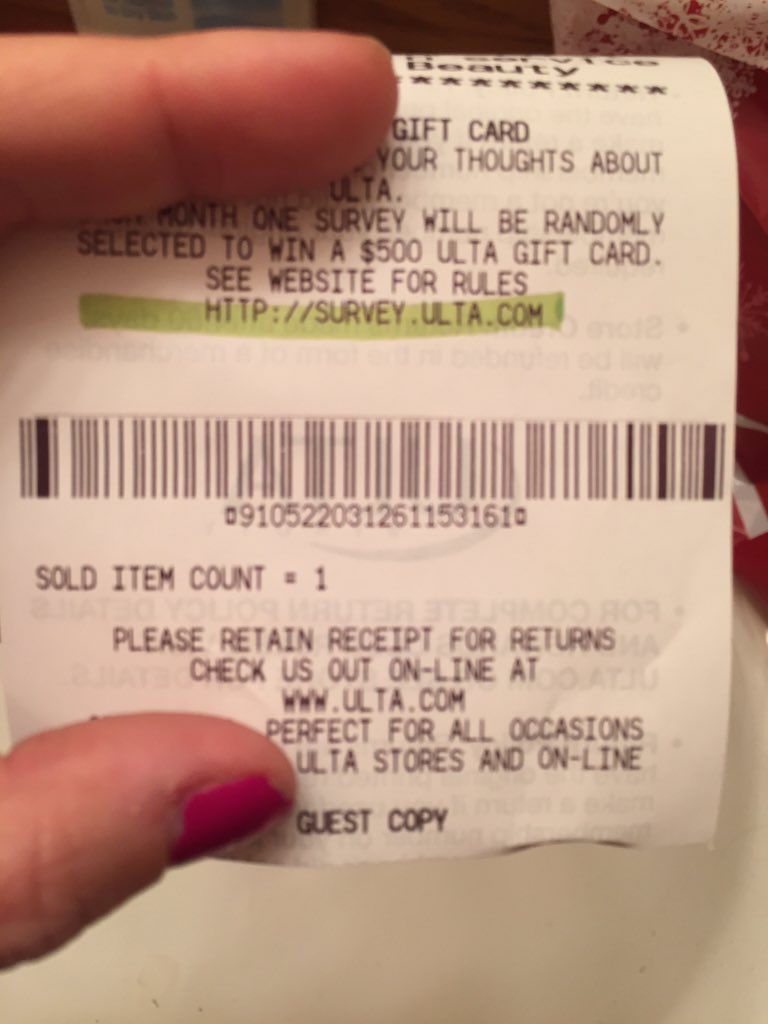 service
Beauty
**********
GIFT CARD
YOUR THOUGHTS ABOUT
ULTA.
MONTH ONE SURVEY WILL BE RANDOMLY
SELECTED TO WIN A $500 ULTA GIFT CARD.
SEE WEBSITE FOR RULES
HTTP://SURVEY.ULTA.COM
¤910522031261153161¤
SOLD ITEM COUNT = 1
PLEASE RETAIN RECEIPT FOR RETURNS
CHECK US OUT ON-LINE AT
WWW.ULTA.COM
PERFECT FOR ALL OCCASIONS
ULTA STORES AND ON-LINE
GUEST COPY